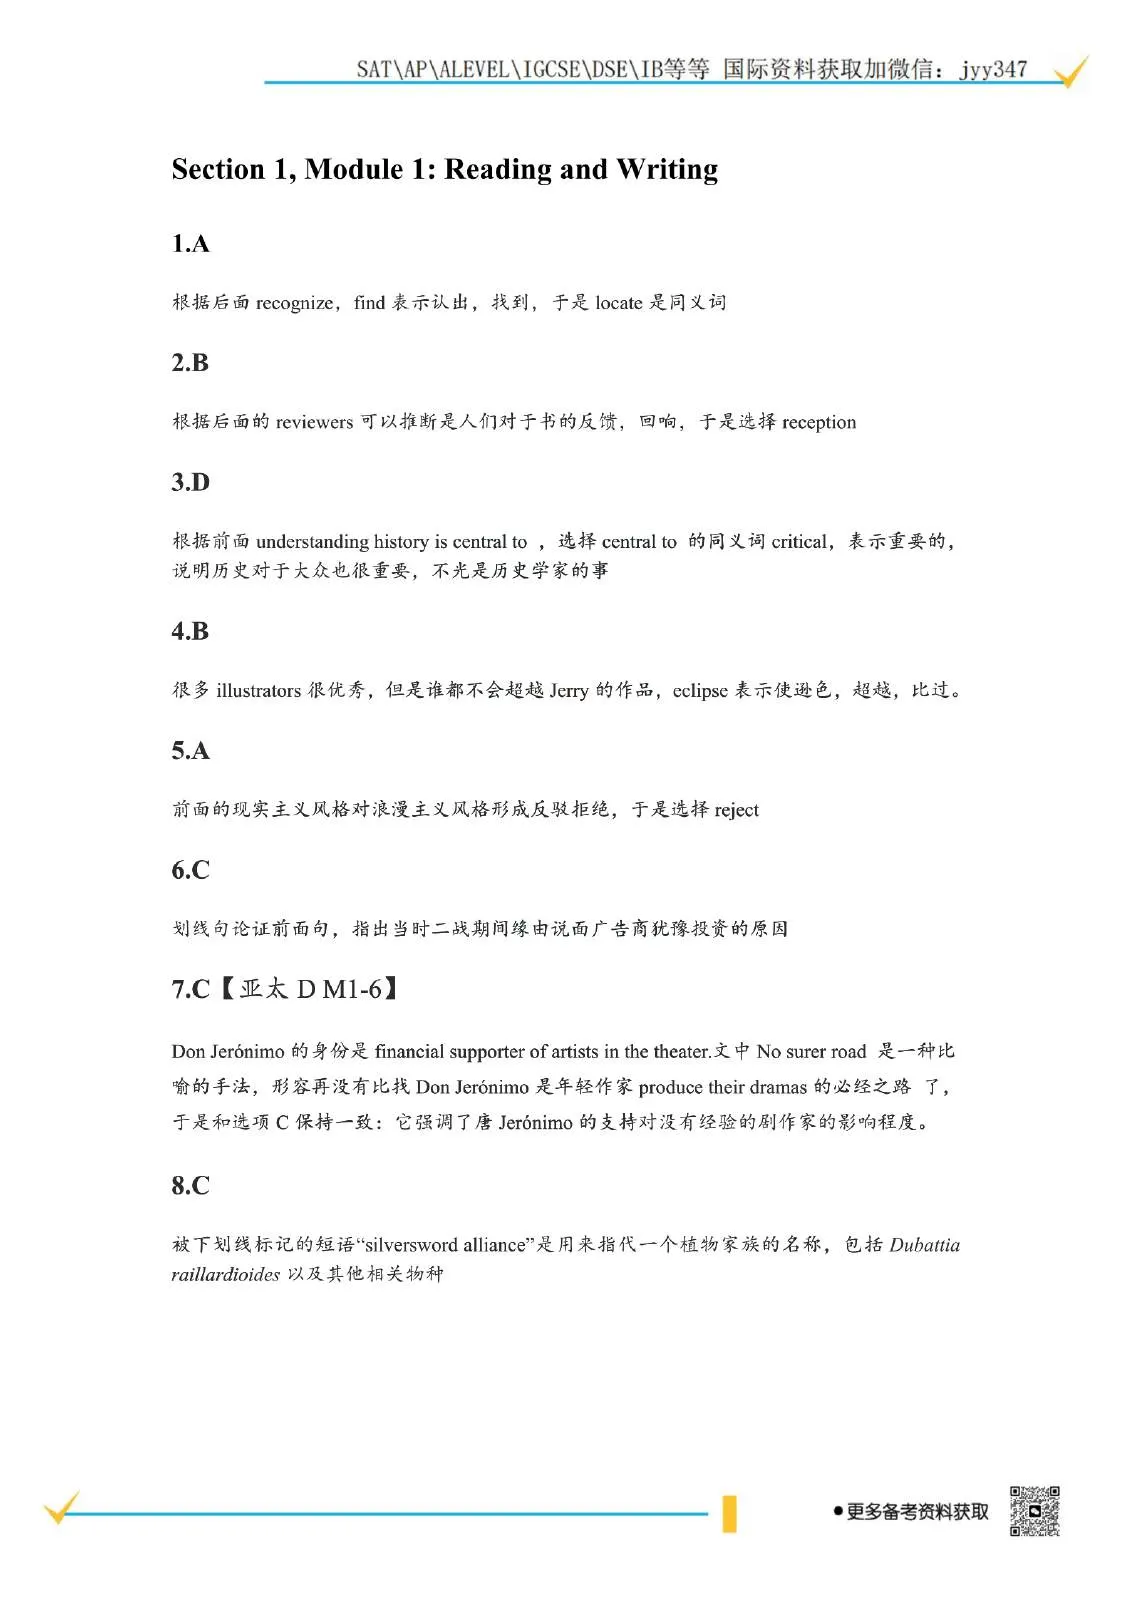 SAT\AP\ALEVEL\IGCSE\DSE\IB等等 国际资料获取加微信：jyy347
Section 1, Module 1: Reading and Writing
1.A
根据后面 recognize，find 表示认出，找到，于是 locate 是同义词
2.B
根据后面的 reviewers 可以推断是人们对于书的反馈，回响，于是选择 reception
3.D
根据前面 understanding history is central to ，选择 central to 的同义词 critical，表示重要的，
说明历史对于大众也很重要，不光是历史学家的事
4.B
很多 illustrators 很优秀，但是谁都不会超越 Jerry 的作品，eclipse 表示使逊色，超越，比过。
5.A
前面的现实主义风格对浪漫主义风格形成反驳拒绝，于是选择 reject
6.C
划线句论证前面句，指出当时二战期间缘由说面广告商犹豫投资的原因
7.C【亚太 D M1-6】
Don Jerónimo 的身份是 financial supporter of artists in the theater.文中 No surer road 是一种比
喻的手法，形容再没有比找 Don Jerónimo 是年轻作家 produce their dramas 的必经之路 了，
于是和选项 C 保持一致：它强调了唐 Jerónimo 的支持对没有经验的剧作家的影响程度。
8.C
被下划线标记的短语“silversword alliance”是用来指代一个植物家族的名称，包括 Dubattia
raillardioides 以及其他相关物种
●更多备考资料获取